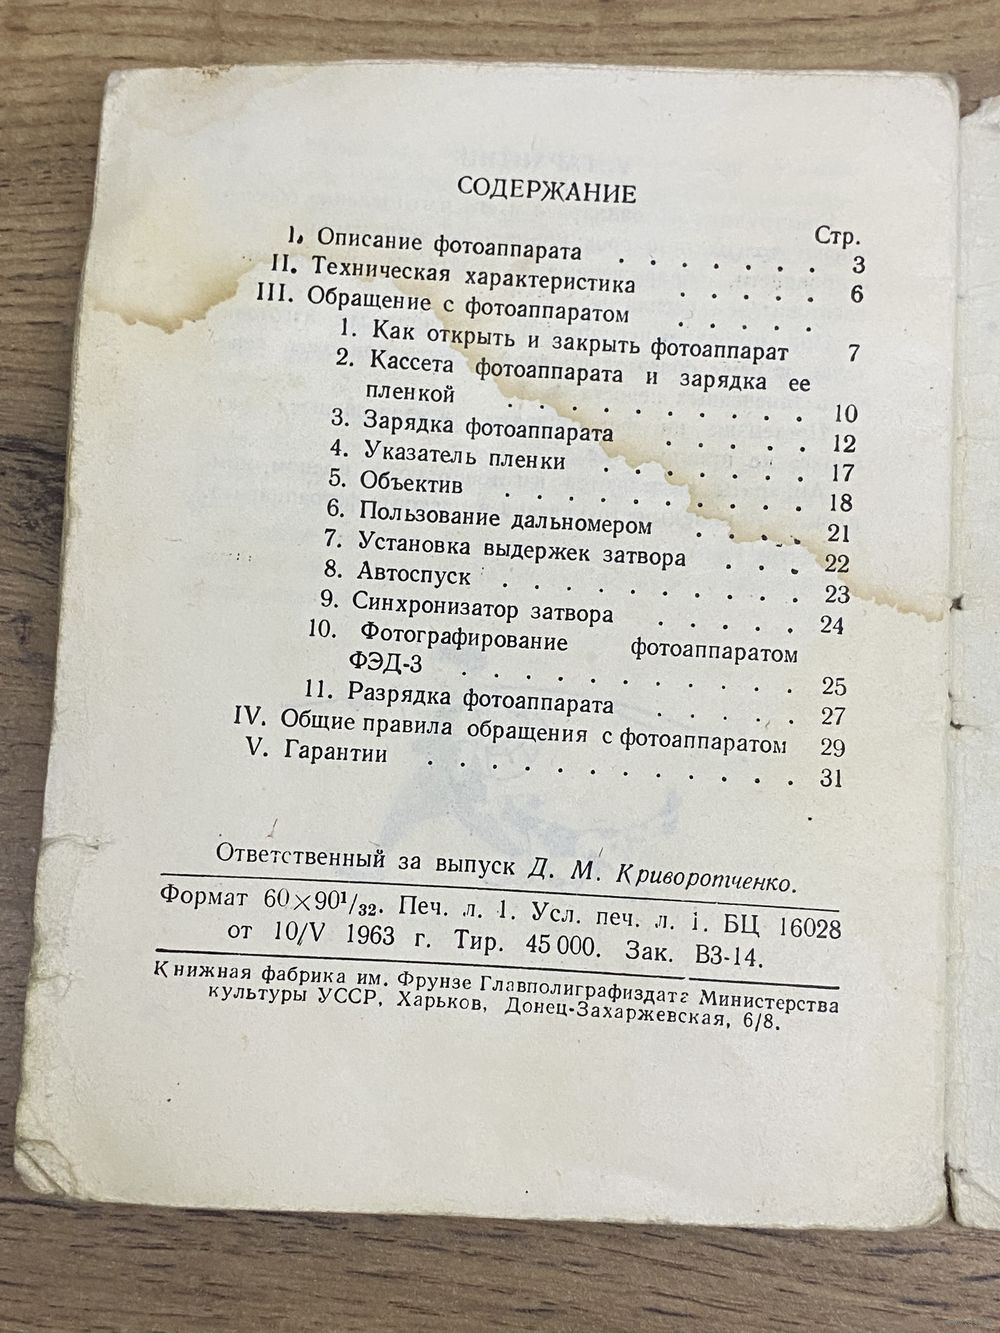 СОДЕРЖАНИЕ
Стр.
I. Описание фотоаппарата . . . . . . . 3
II. Техническая характеристика . . . . . 6
III. Обращение с фотоаппаратом . . . . .
1. Как открыть и закрыть фотоаппарат 7
2. Кассета фотоаппарата и зарядка ее
пленкой . . . . . . . . . . 10
3. Зарядка фотоаппарата . . . . . 12
4. Указатель пленки . . . . . . . 17
5. Объектив . . . . . . . . . . 18
6. Пользование дальномером . . . . 21
7. Установка выдержек затвора . . . 22
8. Автоспуск . . . . . . . . . . 23
9. Синхронизатор затвора . . . . . 24
10. Фотографирование фотоаппаратом
ФЭД-3 . . . . . . . . . . . 25
11. Разрядка фотоаппарата . . . . . 27
IV. Общие правила обращения с фотоаппаратом 29
V. Гарантии . . . . . . . . . . . . 31
Ответственный за выпуск Д. М. Криворотченко.
Формат 60×90¹/₃₂. Печ. л. 1. Усл. печ. л. 1. БЦ 16028
от 10/V 1963 г. Тир. 45 000. Зак. ВЗ-14.
Книжная фабрика им. Фрунзе Главполиграфиздата Министерства
культуры УССР, Харьков, Донец-Захаржевская, 6/8.